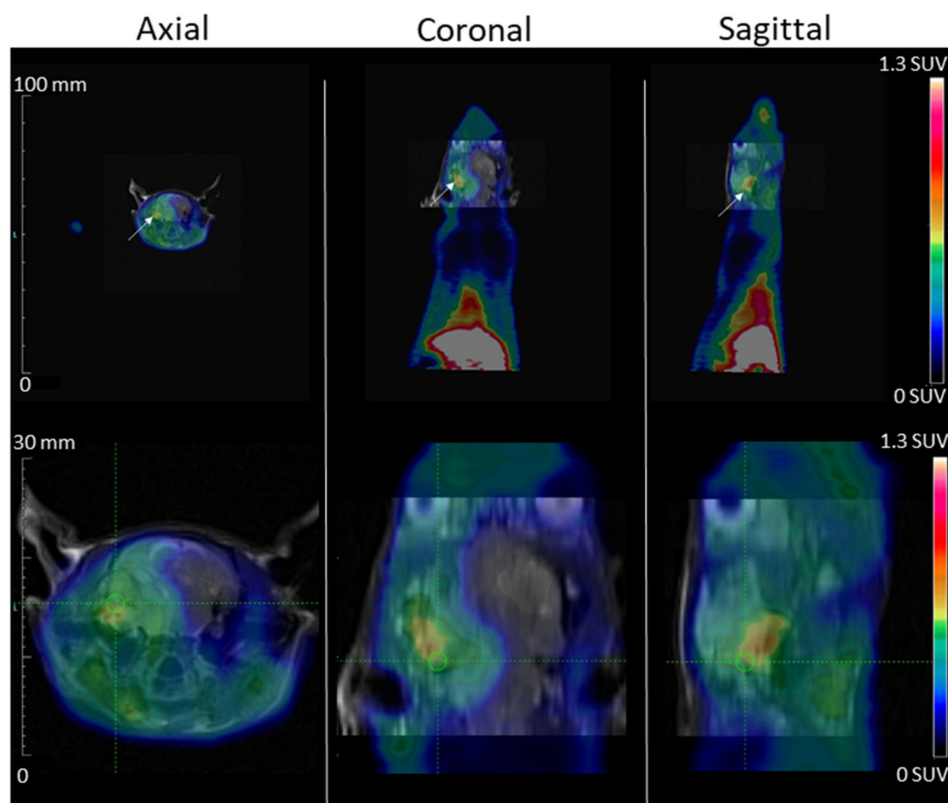 Axial Coronal Sagittal
100 mm
1.3 SUV
L
0
0 SUV
30 mm
1.3 SUV
L
0
0 SUV